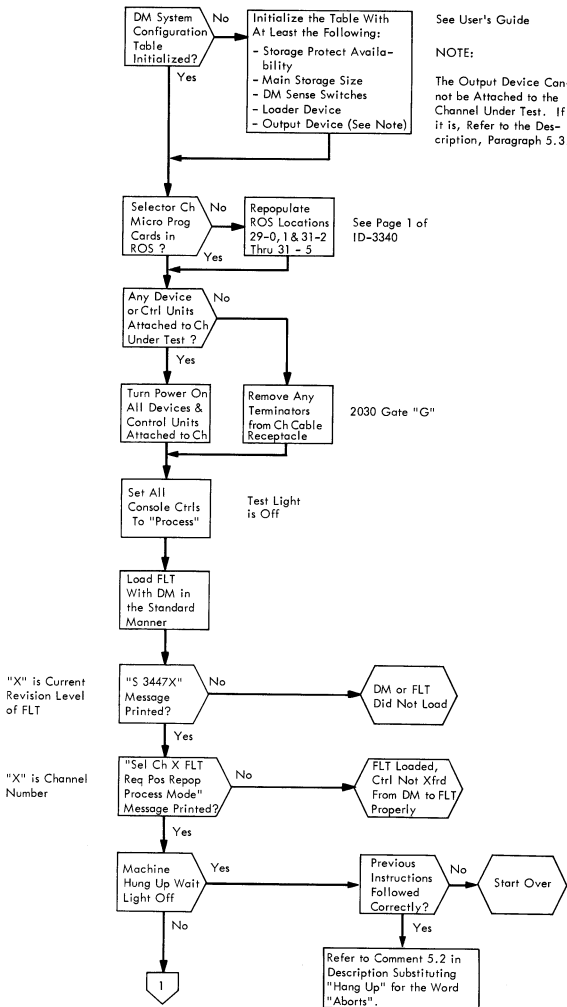 DM System
Configuration
Table
Initialized?
No
Yes
Initialize the Table With
At Least the Following:
- Storage Protect Availa-
bility
- Main Storage Size
- DM Sense Switches
- Loader Device
- Output Device (See Note)
See User's Guide
NOTE:
The Output Device Can-
not be Attached to the
Channel Under Test. If
it is, Refer to the Des-
cription, Paragraph 5.3
Selector Ch
Micro Prog
Cards in
ROS ?
No
Yes
Repopulate
ROS Locations
29-0, 1 & 31-2
Thru 31 - 5
See Page 1 of
ID-3340
Any Device
or Ctrl Units
Attached to Ch
Under Test ?
No
Yes
Turn Power On
All Devices &
Control Units
Attached to Ch
Remove Any
Terminators
from Ch Cable
Receptacle
2030 Gate "G"
Set All
Console Ctrls
To "Process"
Test Light
is Off
Load FLT
With DM in
the Standard
Manner
"X" is Current
Revision Level
of FLT
"S 3447X"
Message
Printed?
No
Yes
DM or FLT
Did Not Load
"X" is Channel
Number
"Sel Ch X FLT
Req Pos Repop
Process Mode"
Message Printed?
No
Yes
FLT Loaded,
Ctrl Not Xfrd
From DM to FLT
Properly
Machine
Hung Up Wait
Light Off
Yes
No
Previous
Instructions
Followed
Correctly?
No
Yes
Start Over
Refer to Comment 5.2 in
Description Substituting
"Hang Up" for the Word
"Aborts".
1